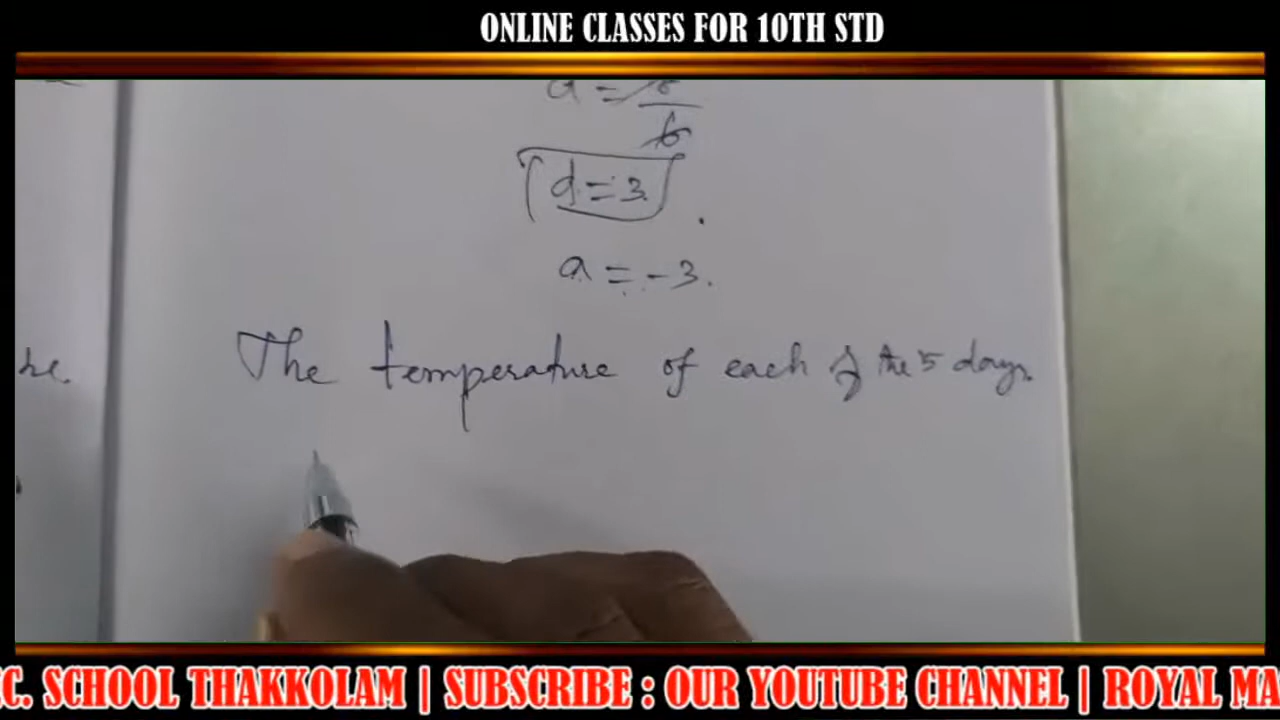 ONLINE CLASSES FOR 10TH STD
d = 3
a = -3.
he.
The temperature of each of the 5 days.
C. SCHOOL THAKKOLAM | SUBSCRIBE : OUR YOUTUBE CHANNEL | ROYAL MA